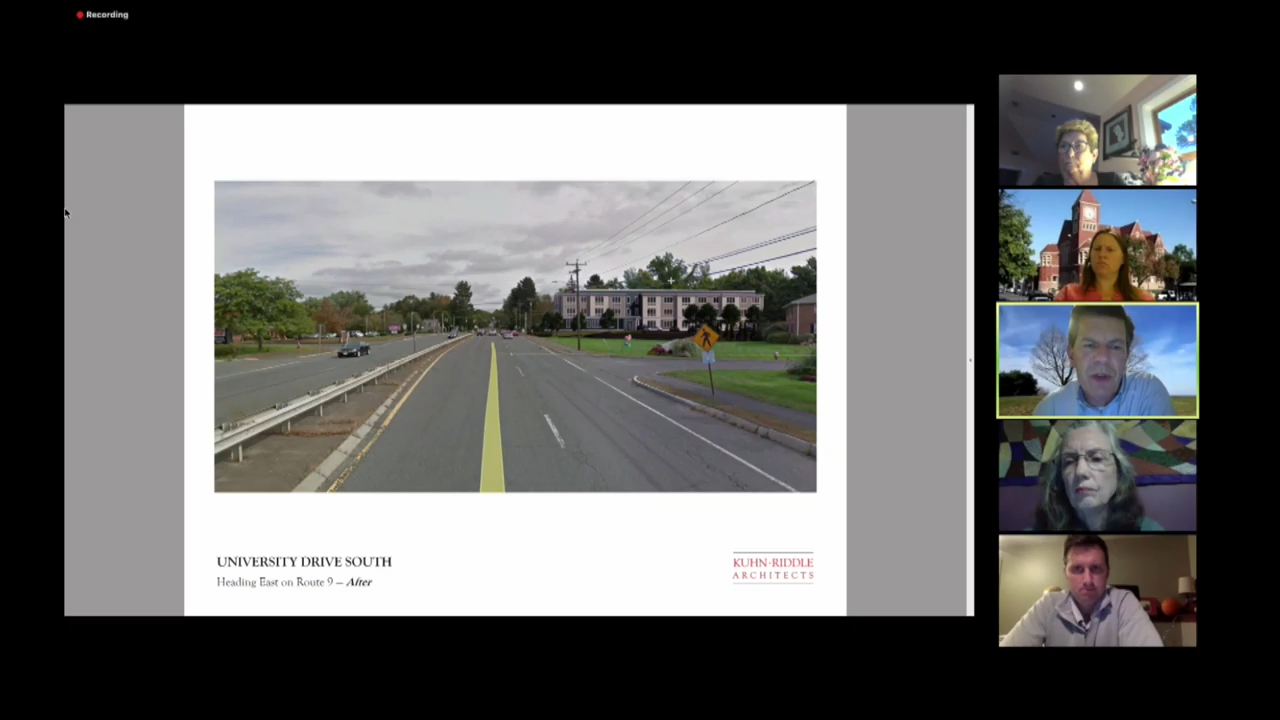 Recording
UNIVERSITY DRIVE SOUTH
Heading East on Route 9 – After
KUHN·RIDDLE
ARCHITECTS